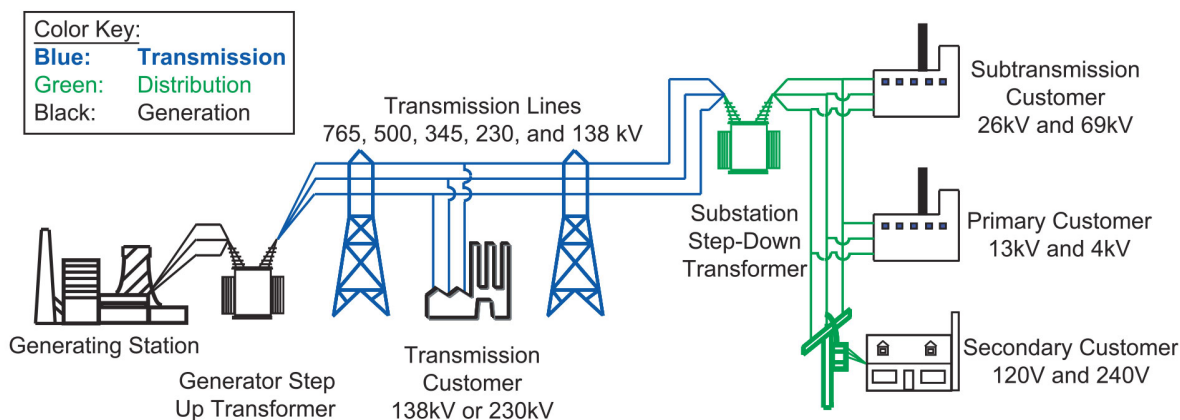 Color Key:
Blue: Transmission
Green: Distribution
Black: Generation
Transmission Lines
765, 500, 345, 230, and 138 kV
Subtransmission
Customer
26kV and 69kV
Substation
Step-Down
Transformer
Primary Customer
13kV and 4kV
Generating Station
Generator Step
Up Transformer
Transmission
Customer
138kV or 230kV
Secondary Customer
120V and 240V